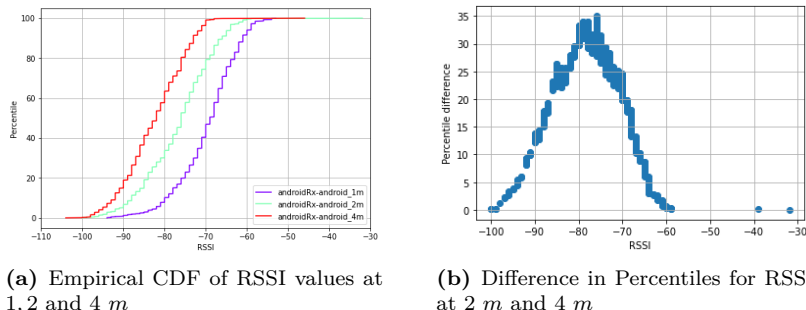 100
80
60
40
20
0
Percentile
androidRx-android_1m
androidRx-android_2m
androidRx-android_4m
−110 −100 −90 −80 −70 −60 −50 −40 −30
RSSI
35
30
25
20
15
10
5
0
Percentile difference
−100 −90 −80 −70 −60 −50 −40 −30
RSSI
(a) Empirical CDF of RSSI values at
1, 2 and 4 m
(b) Difference in Percentiles for RSS
at 2 m and 4 m